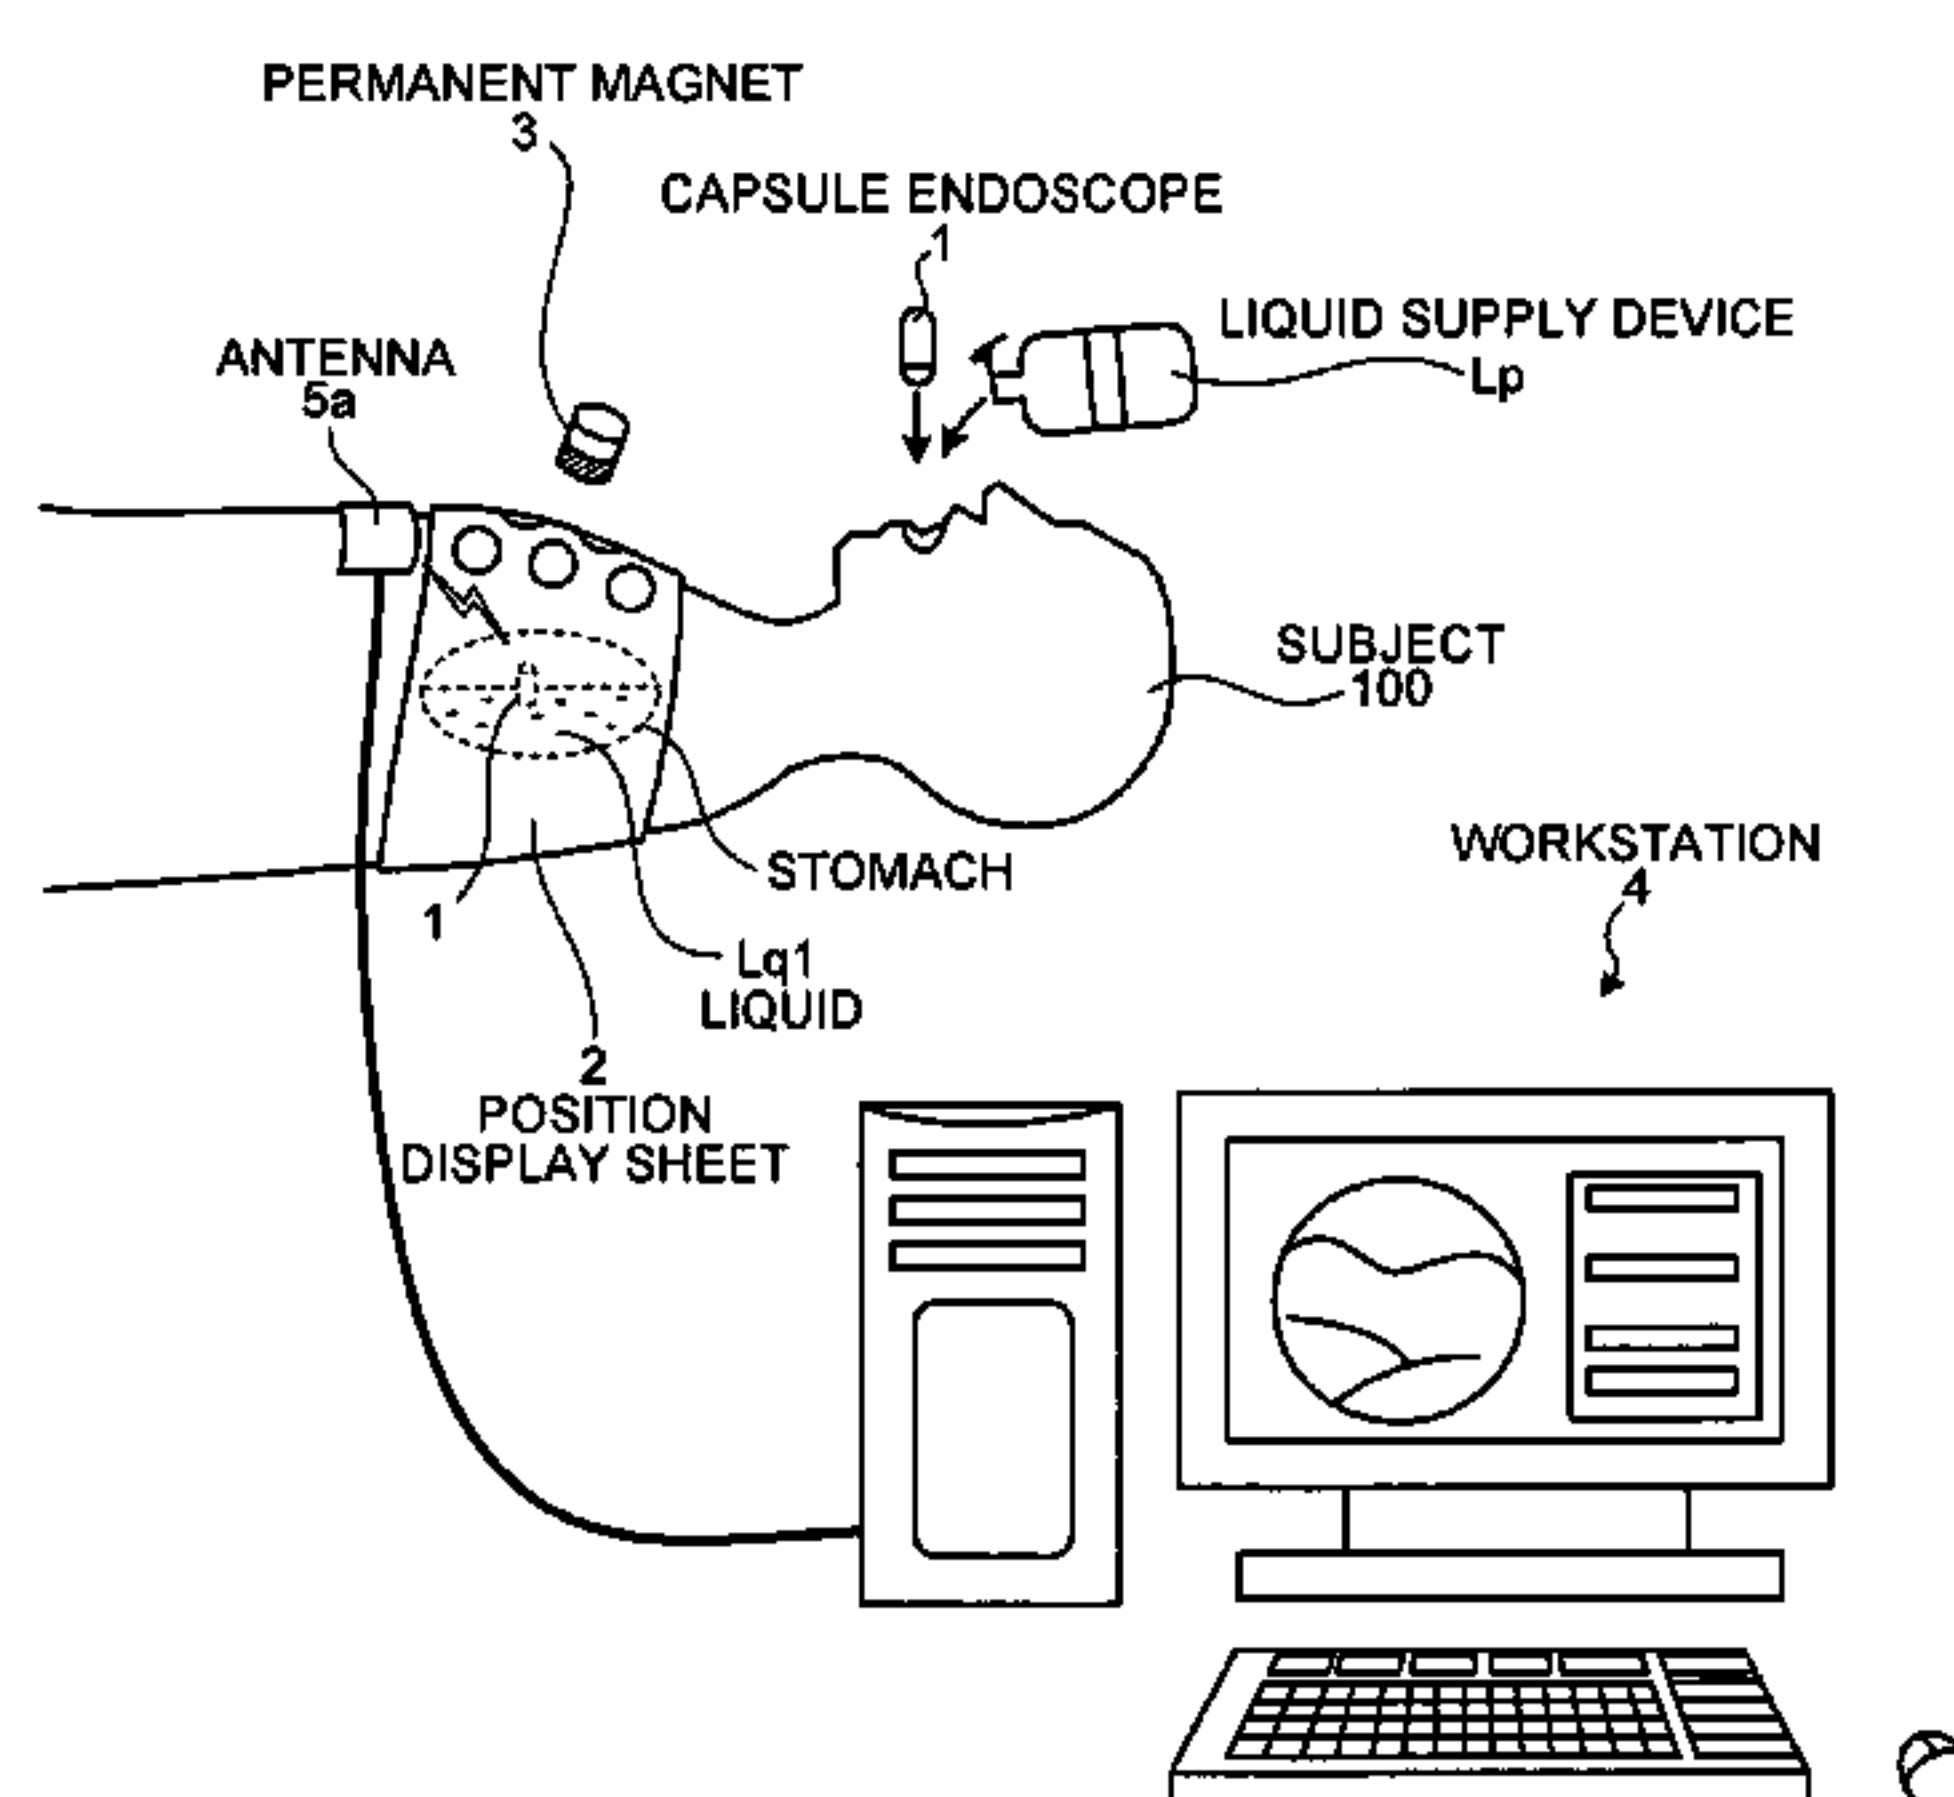 PERMANENT MAGNET
3
CAPSULE ENDOSCOPE
1
LIQUID SUPPLY DEVICE
Lp
ANTENNA
5a
SUBJECT
100
STOMACH
1
Lq1
LIQUID
2
POSITION
DISPLAY SHEET
WORKSTATION
4